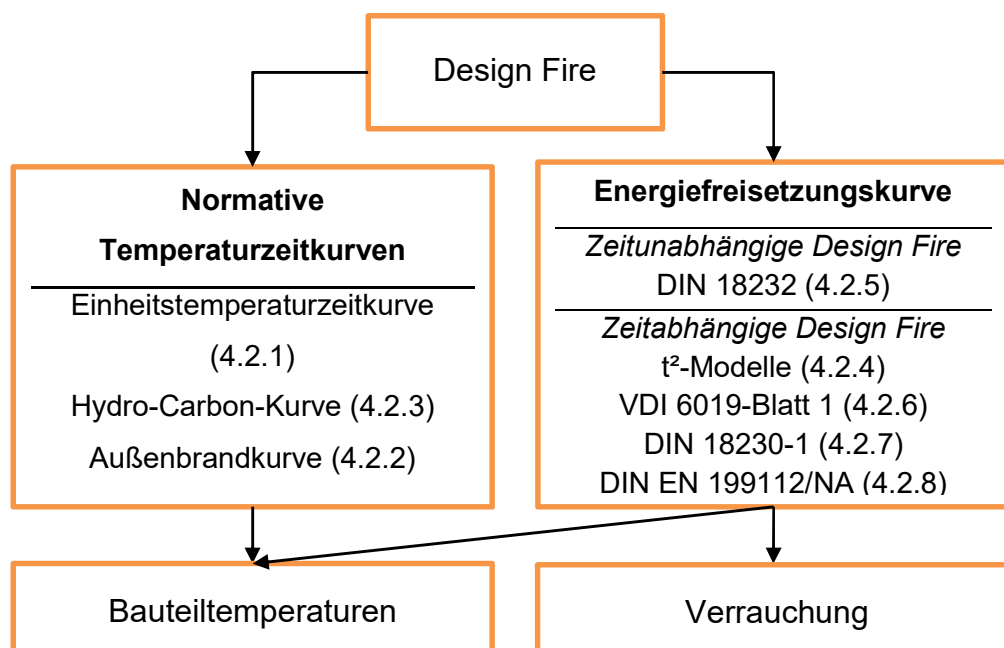 Design Fire
Normative
Temperaturzeitkurven
Einheitstemperaturzeitkurve
(4.2.1)
Hydro-Carbon-Kurve (4.2.3)
Außenbrandkurve (4.2.2)
Energiefreisetzungskurve
Zeitunabhängige Design Fire
DIN 18232 (4.2.5)
Zeitabhängige Design Fire
t²-Modelle (4.2.4)
VDI 6019-Blatt 1 (4.2.6)
DIN 18230-1 (4.2.7)
DIN EN 199112/NA (4.2.8)
Bauteiltemperaturen
Verrauchung